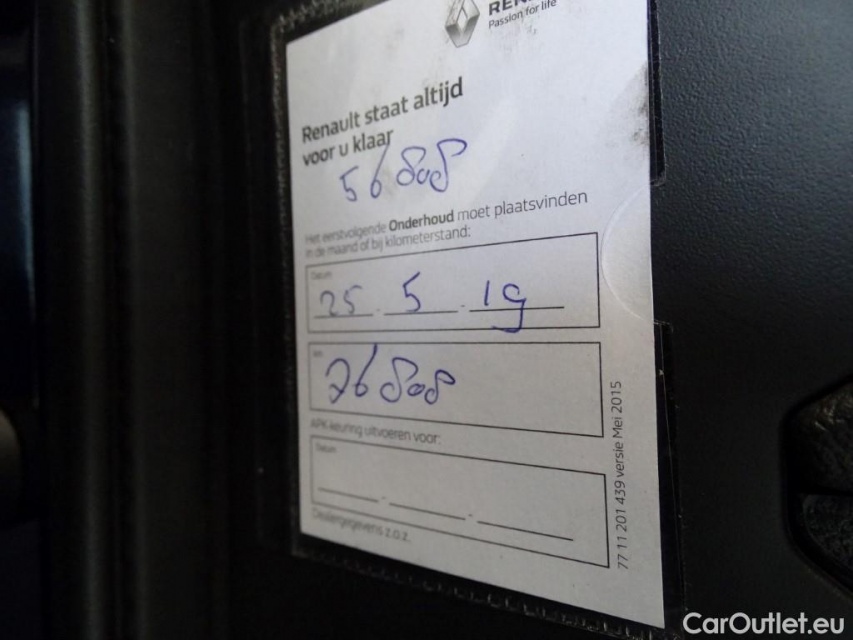 Passion for life
Renault staat altijd
voor u klaar
56808
Het eerstvolgende Onderhoud moet plaatsvinden
in de maand of bij kilometerstand:
Datum
25 . 5 . 19
km
76808
APK-keuring uitvoeren voor:
Datum
Dealergegevens z.o.z.
77 11 201 439 versie Mei 2015
CarOutlet.eu